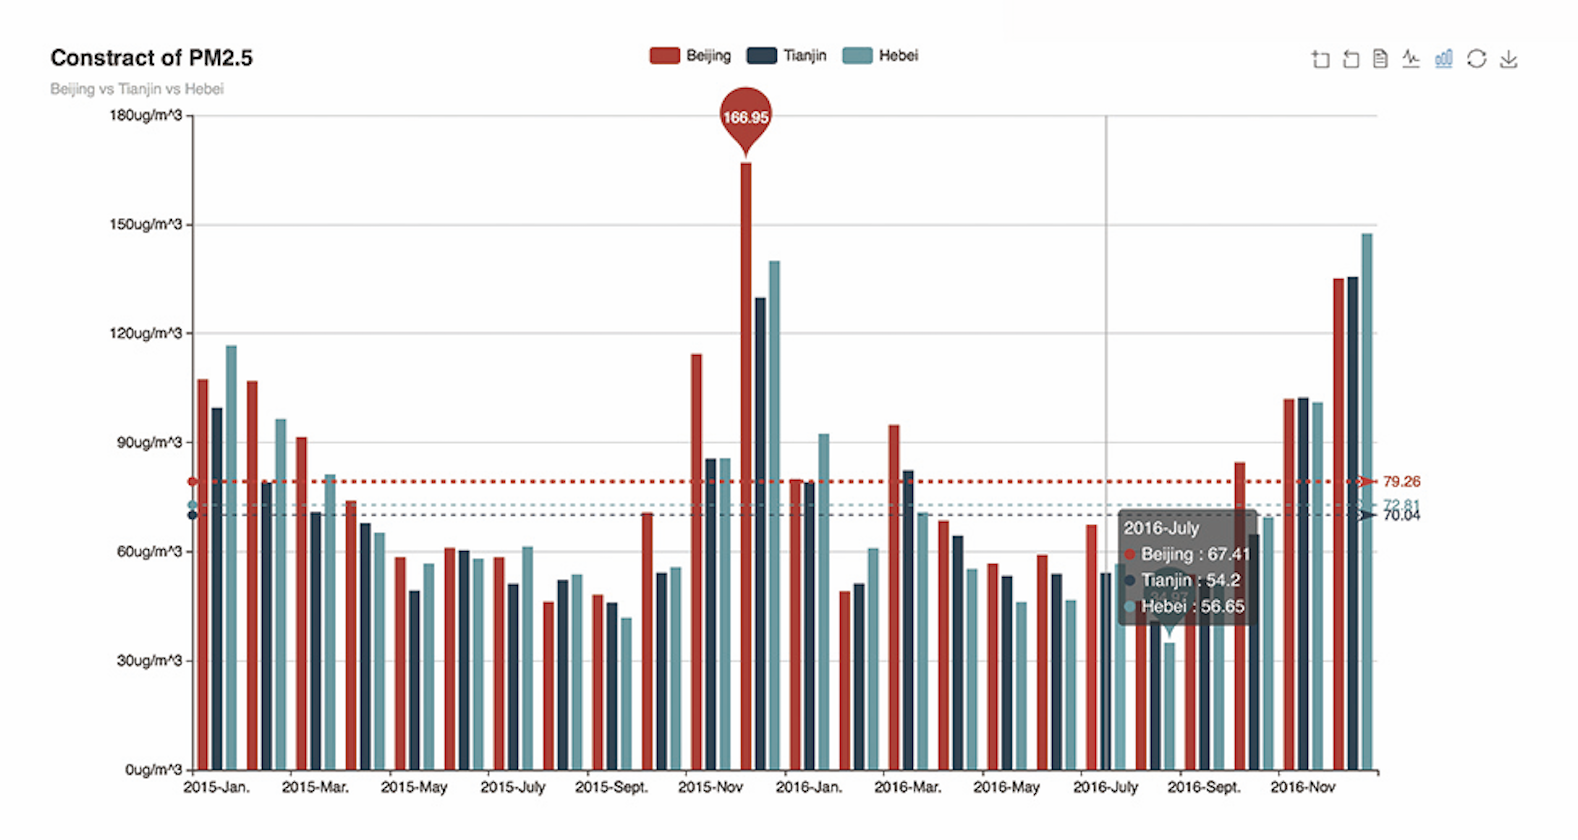 Constract of PM2.5
Beijing vs Tianjin vs Hebei
Beijing Tianjin Hebei
166.95
180ug/m^3
150ug/m^3
120ug/m^3
90ug/m^3
60ug/m^3
30ug/m^3
0ug/m^3
79.26
72.81
70.04
2016-July
Beijing : 67.41
Tianjin : 54.2
Hebei : 56.65
2015-Jan. 2015-Mar. 2015-May 2015-July 2015-Sept. 2015-Nov 2016-Jan. 2016-Mar. 2016-May 2016-July 2016-Sept. 2016-Nov